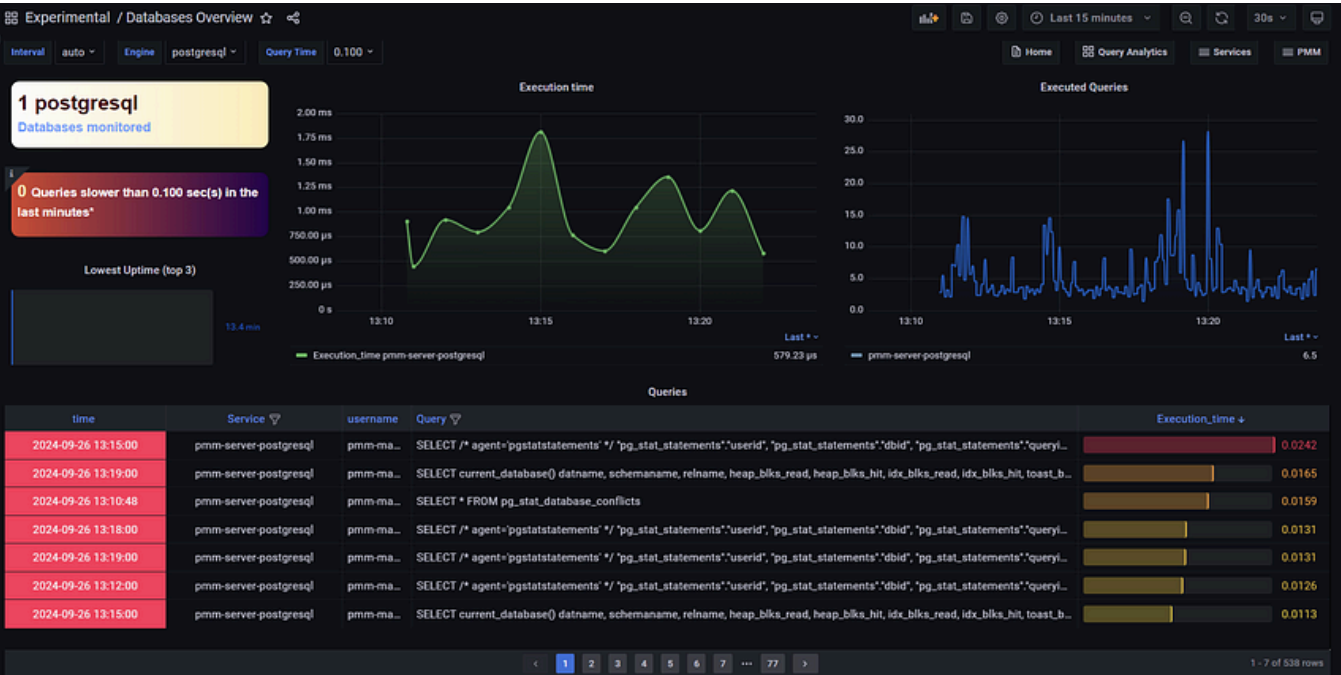 Experimental / Databases Overview
Last 15 minutes
30s
Interval auto Engine postgresql Query Time 0.100
Home Query Analytics Services PMM
1 postgresql
Databases monitored
i
0 Queries slower than 0.100 sec(s) in the
last minutes*
Lowest Uptime (top 3)
13.4 min
Execution time
2.00 ms
1.75 ms
1.50 ms
1.25 ms
1.00 ms
750.00 µs
500.00 µs
250.00 µs
0 s
13:10 13:15 13:20
Last *
Execution_time pmm-server-postgresql 579.23 µs
Executed Queries
30.0
25.0
20.0
15.0
10.0
5.0
0.0
13:10 13:15 13:20
Last *
pmm-server-postgresql 6.5
Queries
time Service username Query Execution_time
2024-09-26 13:15:00 pmm-server-postgresql pmm-ma... SELECT /* agent='pgstatstatements' */ "pg_stat_statements"."userid", "pg_stat_statements"."dbid", "pg_stat_statements"."queryi... 0.0242
2024-09-26 13:19:00 pmm-server-postgresql pmm-ma... SELECT current_database() datname, schemaname, relname, heap_blks_read, heap_blks_hit, idx_blks_read, idx_blks_hit, toast_b... 0.0165
2024-09-26 13:10:48 pmm-server-postgresql pmm-ma... SELECT * FROM pg_stat_database_conflicts 0.0159
2024-09-26 13:18:00 pmm-server-postgresql pmm-ma... SELECT /* agent='pgstatstatements' */ "pg_stat_statements"."userid", "pg_stat_statements"."dbid", "pg_stat_statements"."queryi... 0.0131
2024-09-26 13:19:00 pmm-server-postgresql pmm-ma... SELECT /* agent='pgstatstatements' */ "pg_stat_statements"."userid", "pg_stat_statements"."dbid", "pg_stat_statements"."queryi... 0.0131
2024-09-26 13:12:00 pmm-server-postgresql pmm-ma... SELECT /* agent='pgstatstatements' */ "pg_stat_statements"."userid", "pg_stat_statements"."dbid", "pg_stat_statements"."queryi... 0.0126
2024-09-26 13:15:00 pmm-server-postgresql pmm-ma... SELECT current_database() datname, schemaname, relname, heap_blks_read, heap_blks_hit, idx_blks_read, idx_blks_hit, toast_b... 0.0113
1 2 3 4 5 6 7 ... 77
1 - 7 of 538 rows